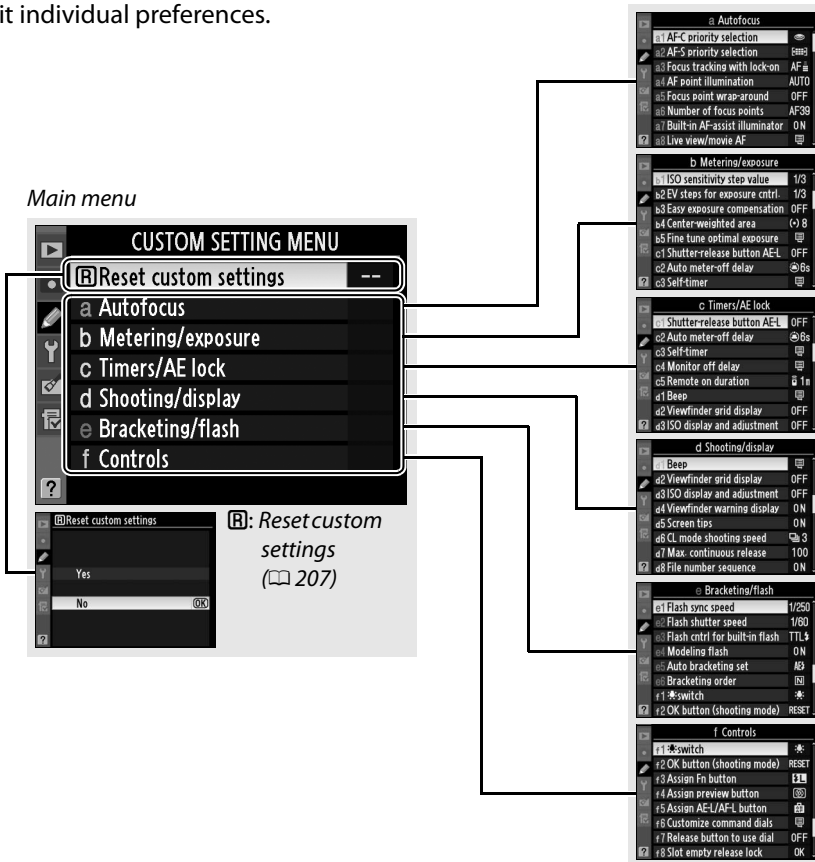 it individual preferences.
Main menu
CUSTOM SETTING MENU
R Reset custom settings --
a Autofocus
b Metering/exposure
c Timers/AE lock
d Shooting/display
e Bracketing/flash
f Controls
?
R Reset custom settings
Yes
No OK
?
R: Reset custom
settings
(207)
a Autofocus
a1 AF-C priority selection
a2 AF-S priority selection
a3 Focus tracking with lock-on AF
a4 AF point illumination AUTO
a5 Focus point wrap-around OFF
a6 Number of focus points AF39
a7 Built-in AF-assist illuminator ON
? a8 Live view/movie AF
b Metering/exposure
b1 ISO sensitivity step value 1/3
b2 EV steps for exposure cntrl. 1/3
b3 Easy exposure compensation OFF
b4 Center-weighted area (•) 8
b5 Fine tune optimal exposure
c1 Shutter-release button AE-L OFF
c2 Auto meter-off delay 6s
? c3 Self-timer
c Timers/AE lock
c1 Shutter-release button AE-L OFF
c2 Auto meter-off delay 6s
c3 Self-timer
c4 Monitor off delay
c5 Remote on duration 1m
d1 Beep
d2 Viewfinder grid display OFF
? d3 ISO display and adjustment OFF
d Shooting/display
d1 Beep
d2 Viewfinder grid display OFF
d3 ISO display and adjustment OFF
d4 Viewfinder warning display ON
d5 Screen tips ON
d6 CL mode shooting speed 3
d7 Max. continuous release 100
? d8 File number sequence ON
e Bracketing/flash
e1 Flash sync speed 1/250
e2 Flash shutter speed 1/60
e3 Flash cntrl for built-in flash TTL
e4 Modeling flash ON
e5 Auto bracketing set AE
e6 Bracketing order N
f1 switch
? f2 OK button (shooting mode) RESET
f Controls
f1 switch
f2 OK button (shooting mode) RESET
f3 Assign Fn button L
f4 Assign preview button
f5 Assign AE-L/AF-L button
f6 Customize command dials
f7 Release button to use dial OFF
? f8 Slot empty release lock OK